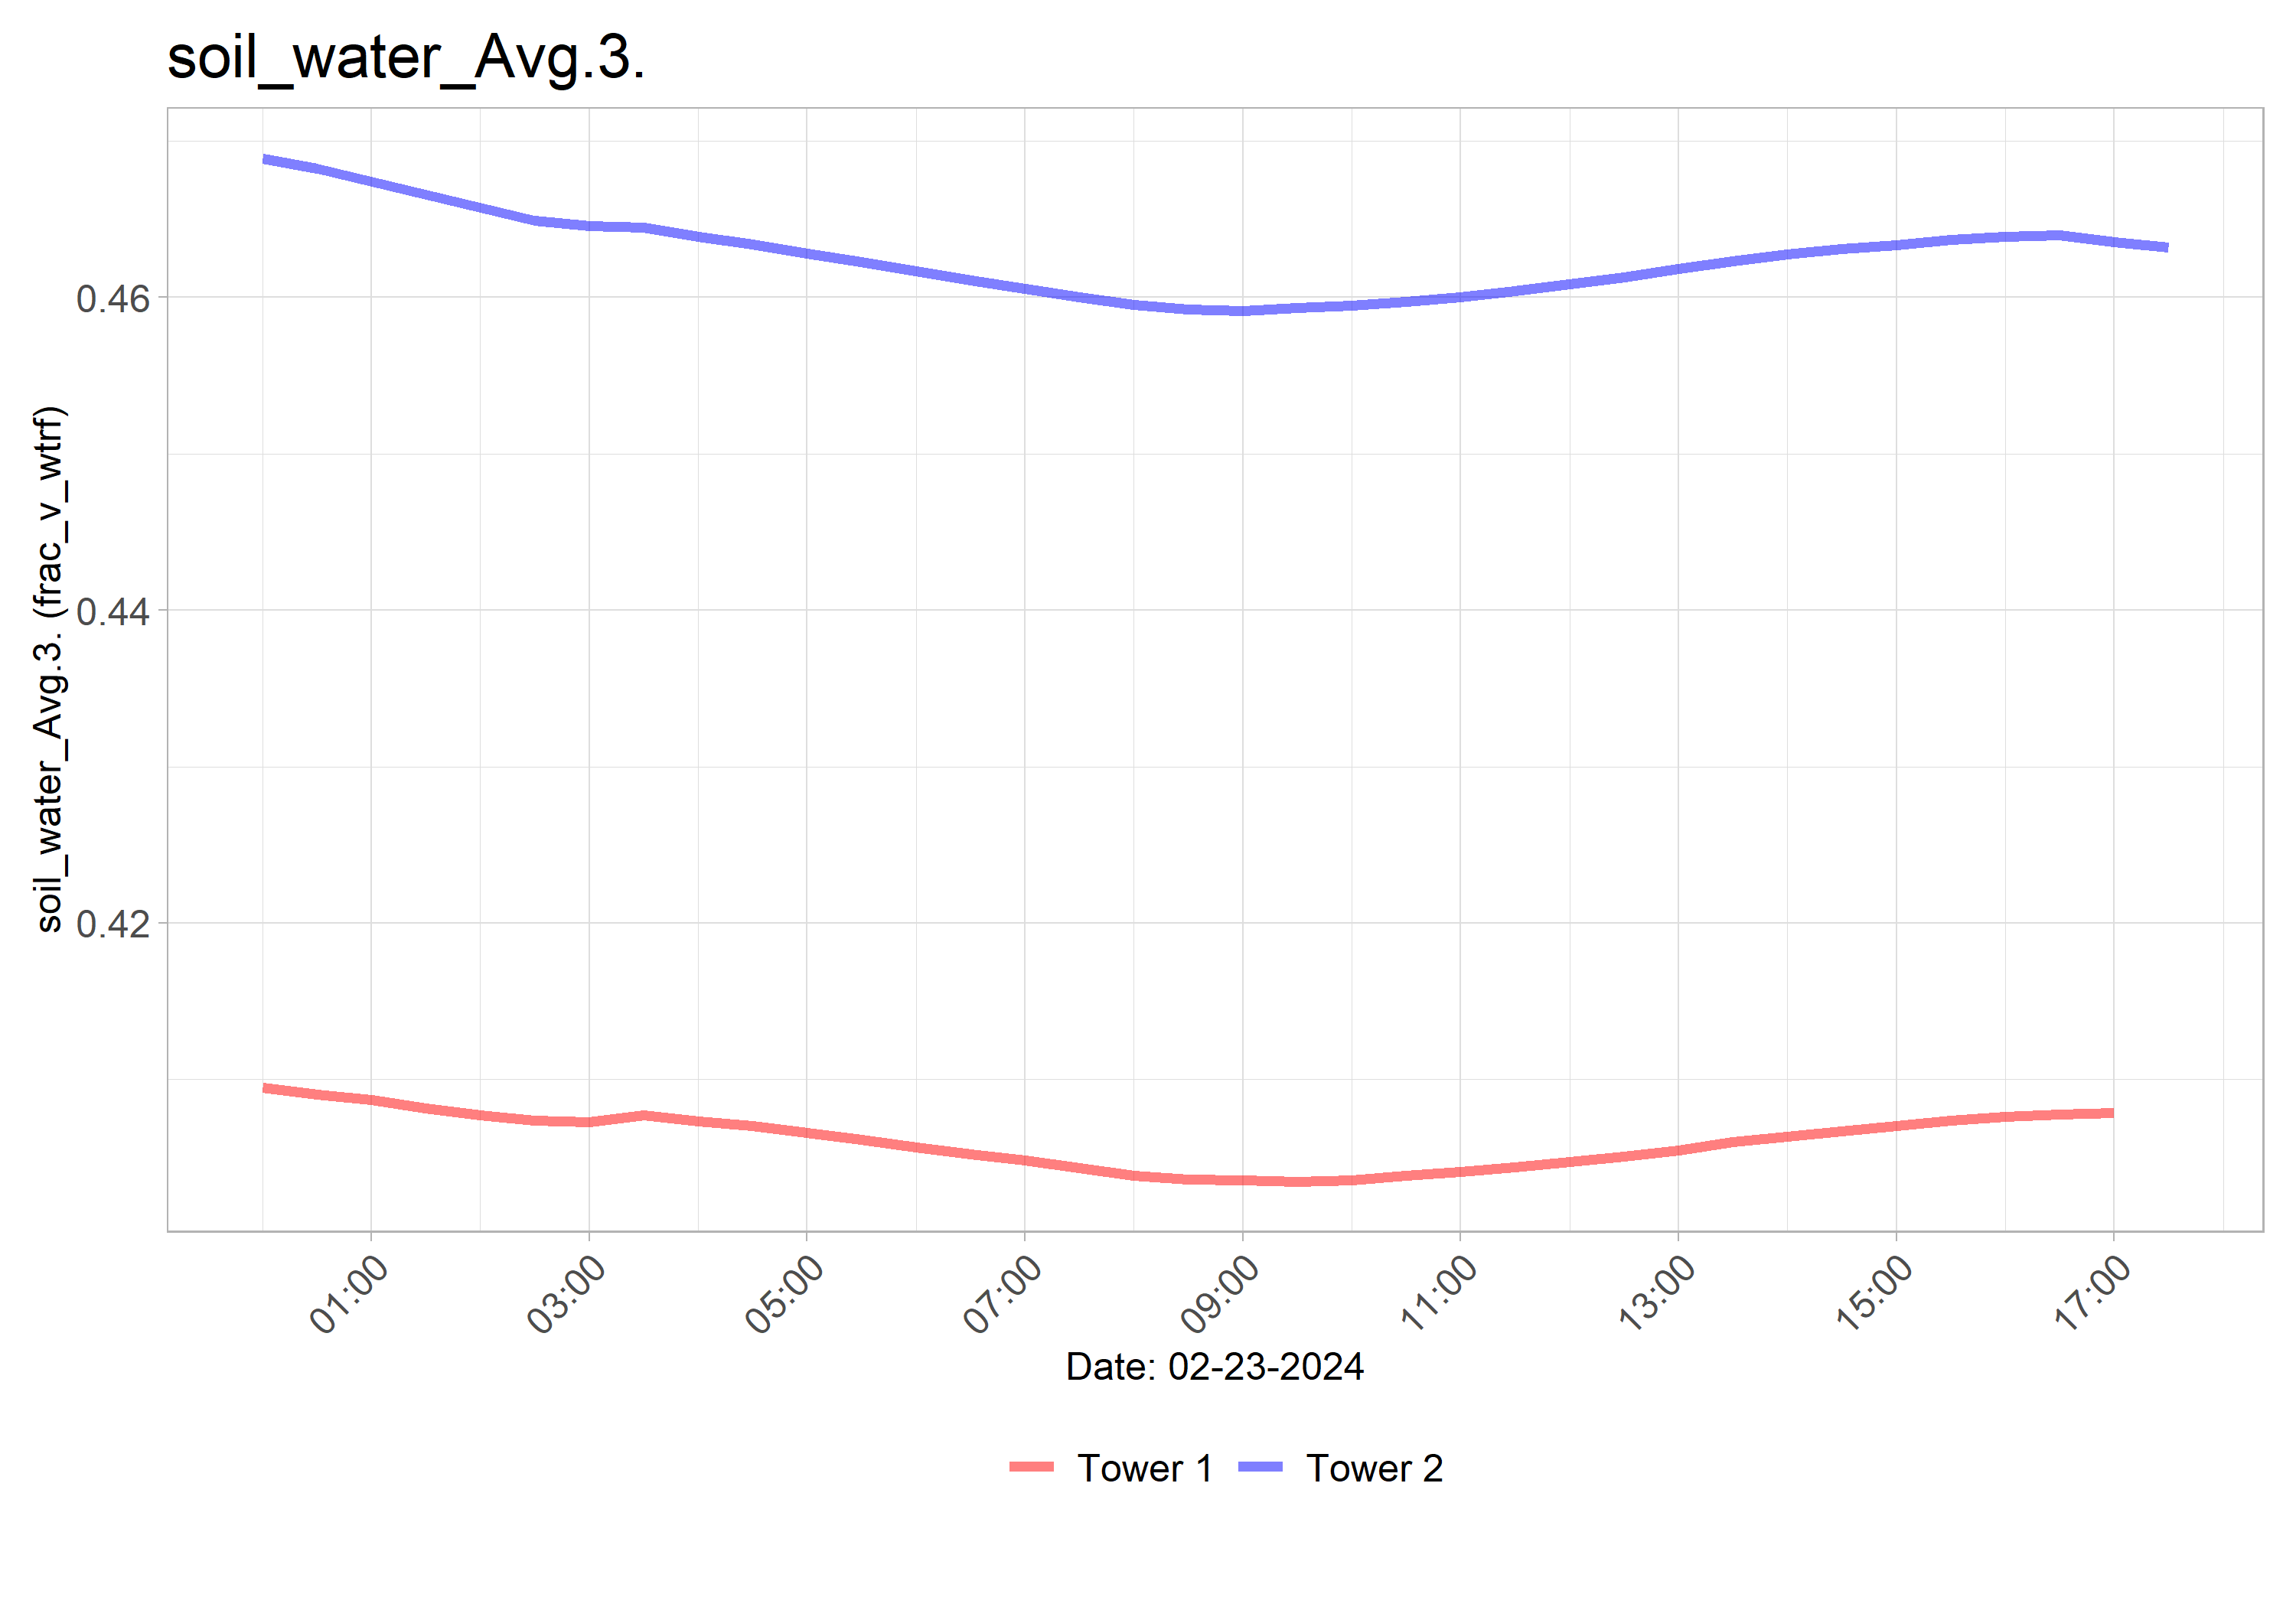 soil_water_Avg.3.
soil_water_Avg.3. (frac_v_wtrf)
0.46
0.44
0.42
01:00
03:00
05:00
07:00
09:00
11:00
13:00
15:00
17:00
Date: 02-23-2024
Tower 1
Tower 2